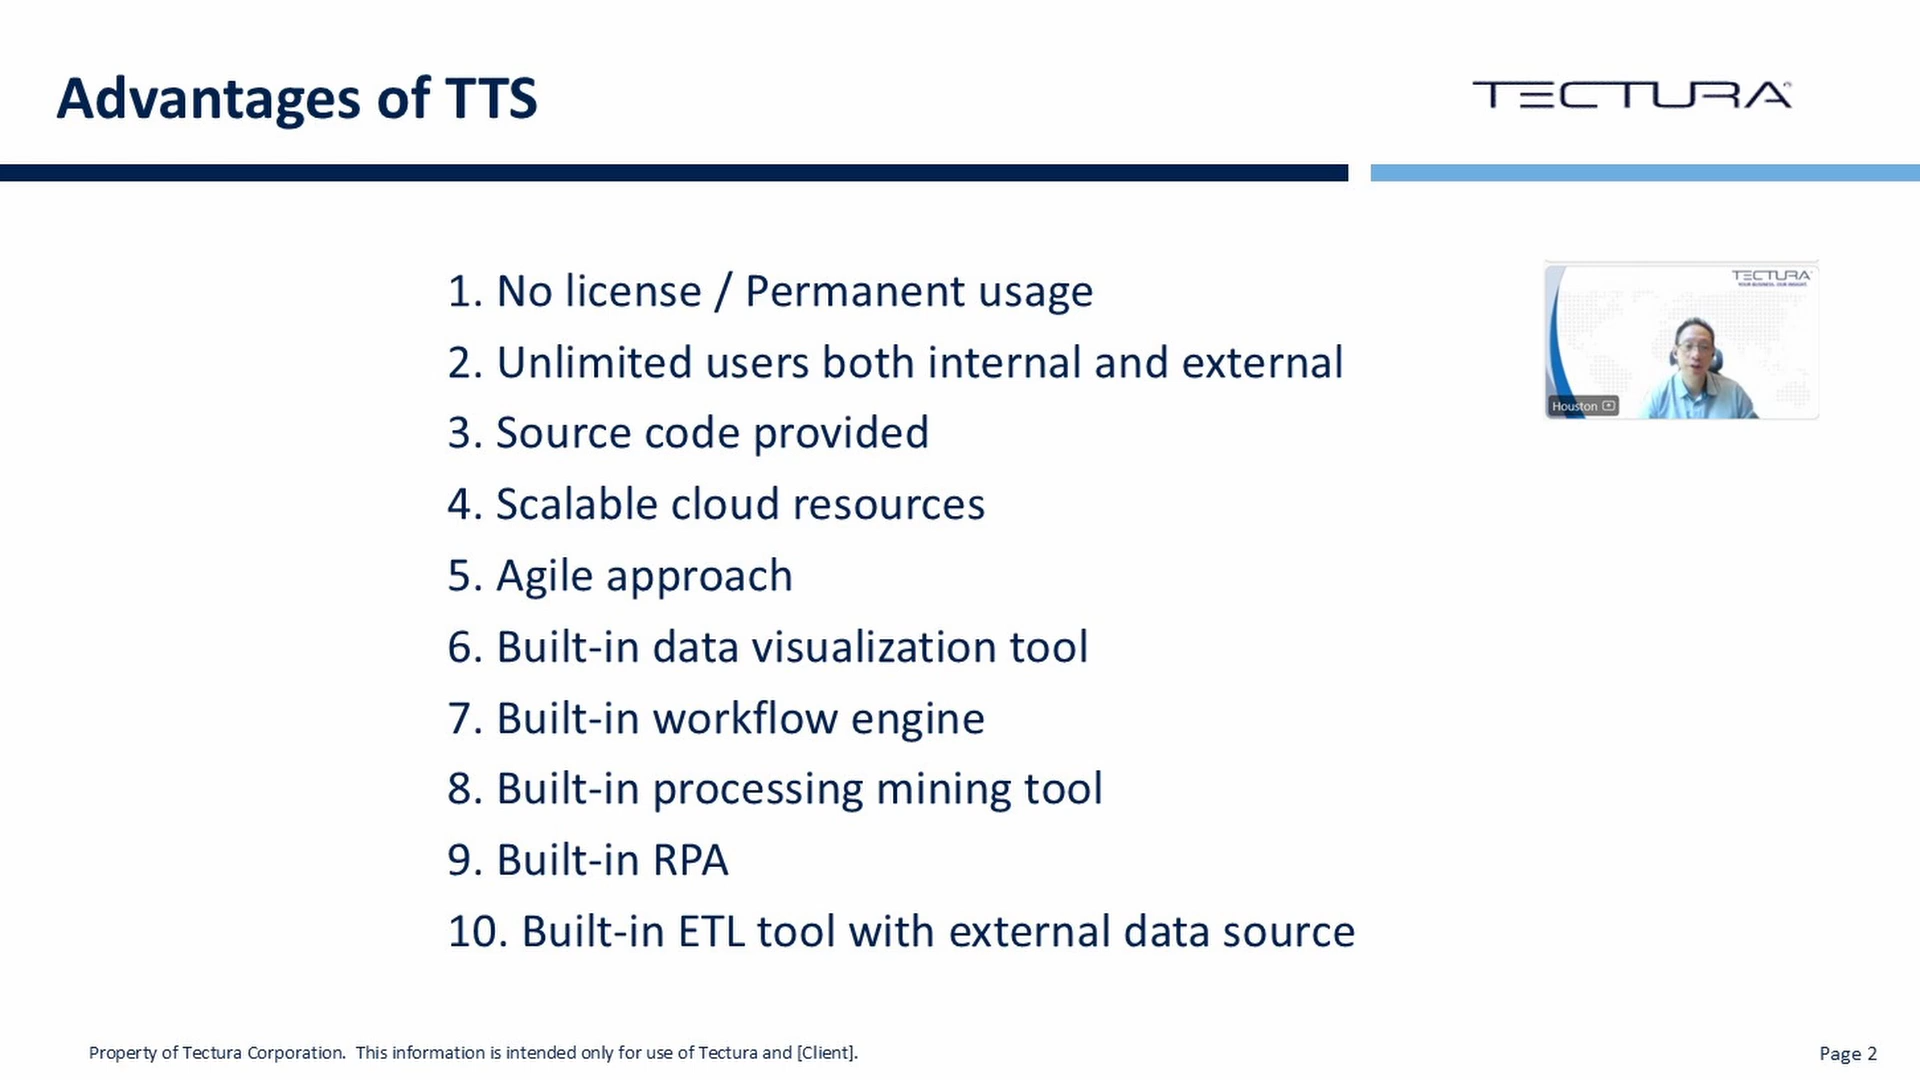 Advantages of TTS
TECTURA
1. No license / Permanent usage
2. Unlimited users both internal and external
3. Source code provided
4. Scalable cloud resources
5. Agile approach
6. Built-in data visualization tool
7. Built-in workflow engine
8. Built-in processing mining tool
9. Built-in RPA
10. Built-in ETL tool with external data source
TECTURA
YOUR BUSINESS. OUR INSIGHT.
Houston
Property of Tectura Corporation.  This information is intended only for use of Tectura and [Client].
Page 2